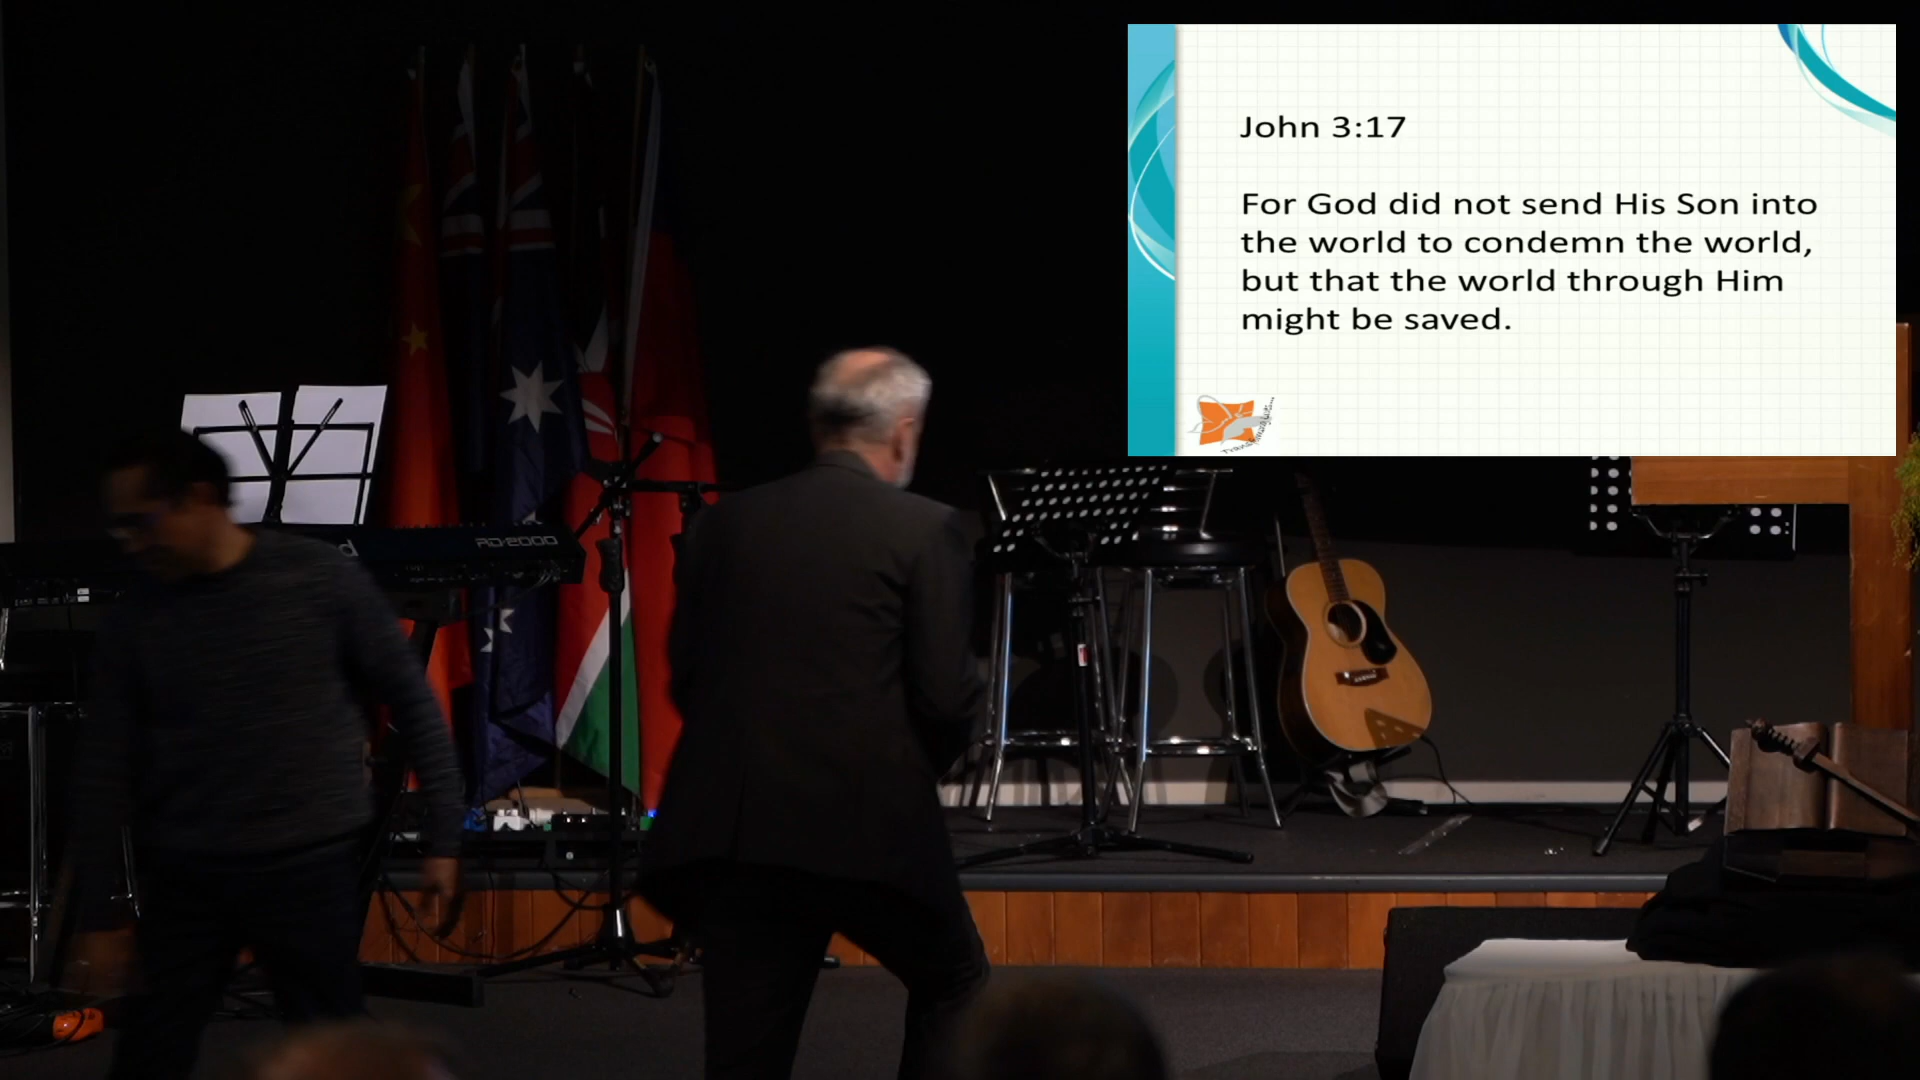 John 3:17
For God did not send His Son into
the world to condemn the world,
but that the world through Him
might be saved.
RD-2000